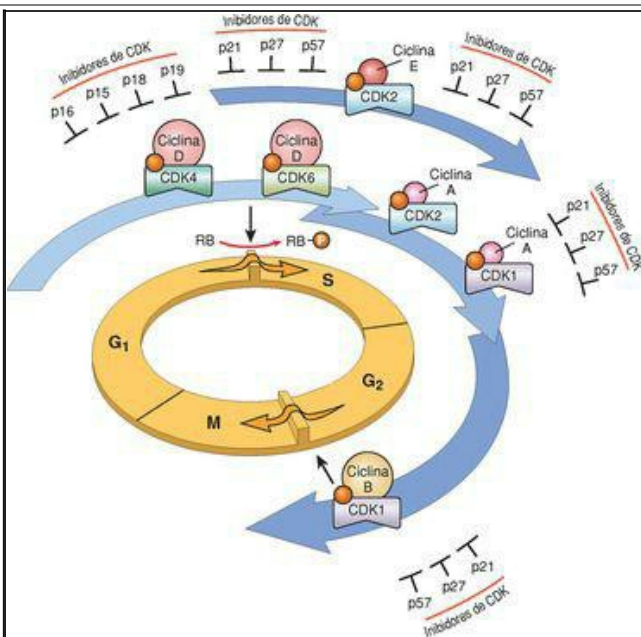 Inibidores de CDK
p16
p15
p18
p19
Inibidores de CDK
p21
p27
p57
Ciclina
E
CDK2
Inibidores de CDK
p21
p27
p57
Ciclina
D
CDK4
Ciclina
D
CDK6
Ciclina
A
CDK2
Ciclina
A
CDK1
Inibidores de CDK
p21
p27
p57
RB
RB
P
S
G1
G2
M
Ciclina
B
CDK1
p57
p27
p21
Inibidores de CDK